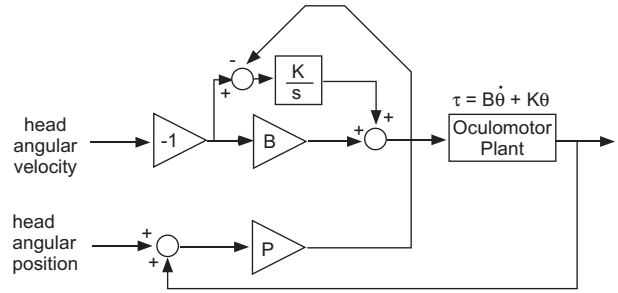 -
+
K
s
τ = Bθ̇ + Kθ
head
angular
velocity
-1
B
+
+
Oculomotor
Plant
head
angular
position
+
+
P